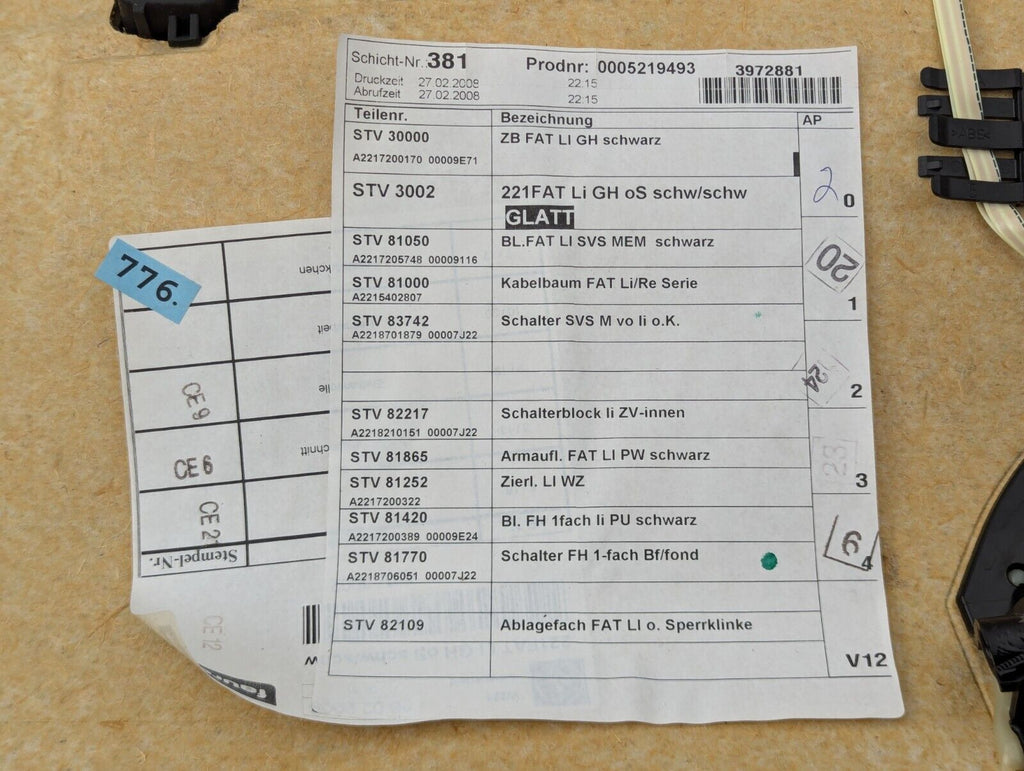 Schicht-Nr.:381 Prodnr: 0005219493 3972881
Druckzeit 27.02.2008 22:15
Abrufzeit 27.02.2008 22:15
Teilenr. Bezeichnung AP
STV 30000 ZB FAT LI GH schwarz
A2217200170 00009E71
STV 3002 221FAT Li GH oS schw/schw
GLATT
2 0
STV 81050 BL.FAT LI SVS MEM schwarz
A2217205748 00009116
STV 81000 Kabelbaum FAT Li/Re Serie
A2215402807
20
1
STV 83742 Schalter SVS M vo li o.K.
A2218701879 00007J22
24
2
STV 82217 Schalterblock li ZV-innen
A2218210151 00007J22
STV 81865 Armaufl. FAT LI PW schwarz
23
3
STV 81252 Zierl. LI WZ
A2217200322
STV 81420 Bl. FH 1fach li PU schwarz
A2217200389 00009E24
STV 81770 Schalter FH 1-fach Bf/fond
A2218706051 00007J22
6
4
STV 82109 Ablagefach FAT LI o. Sperrklinke
V12
776.
CE 9
CE 6
CE 2
Stempel-Nr.
CE 12
>ABS<